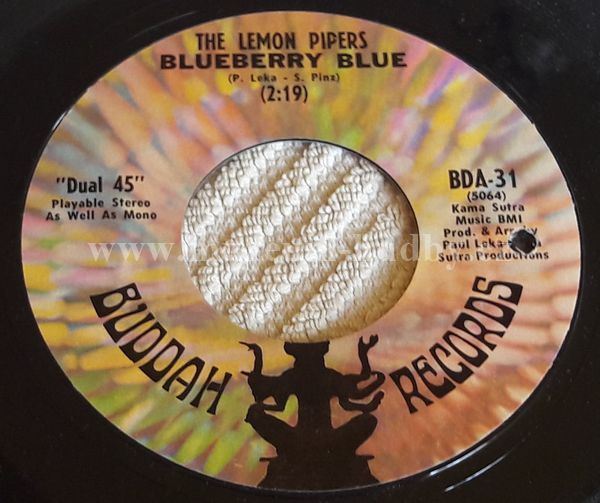 THE LEMON PIPERS
BLUEBERRY BLUE
(P. Leka - S. Pinz)
(2:19)
"Dual 45"
Playable Stereo
As Well As Mono
BDA-31
(5064)
Kama Sutra
Music BMI
Prod. & Arr. by
Paul Leka
Sutra Productions
BUDDAH RECORDS